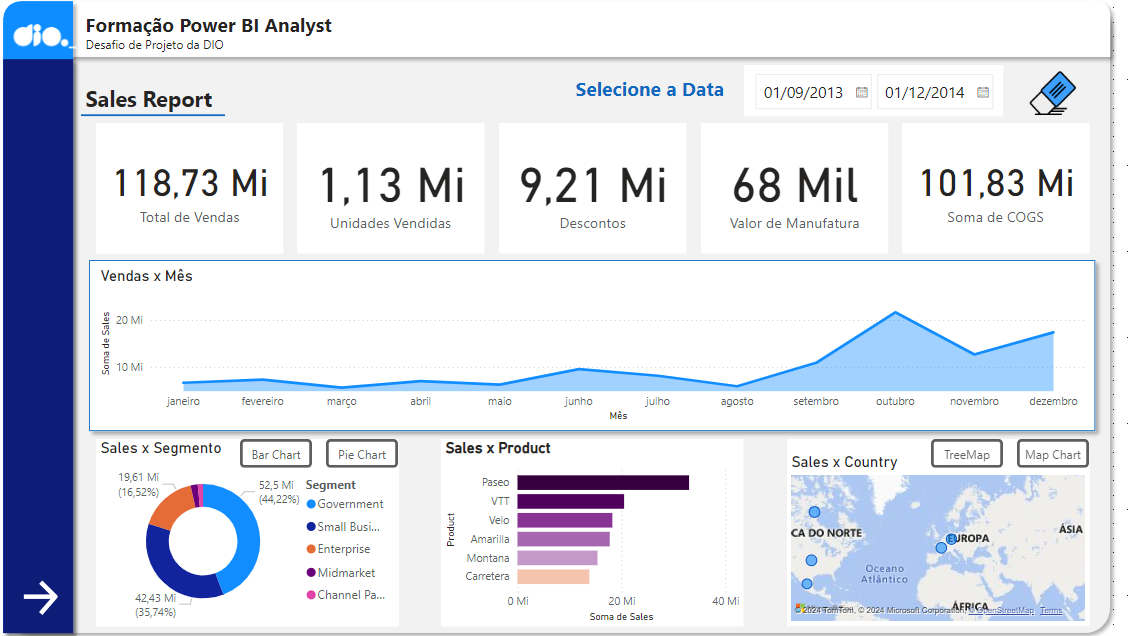 dio.
Formação Power BI Analyst
Desafio de Projeto da DIO
Sales Report
Selecione a Data
01/09/2013
01/12/2014
118,73 Mi
Total de Vendas
1,13 Mi
Unidades Vendidas
9,21 Mi
Descontos
68 Mil
Valor de Manufatura
101,83 Mi
Soma de COGS
Vendas x Mês
Soma de Sales
20 Mi
10 Mi
janeiro
fevereiro
março
abril
maio
junho
julho
agosto
setembro
outubro
novembro
dezembro
Mês
Sales x Segmento
Bar Chart
Pie Chart
19,61 Mi
(16,52%)
52,5 Mi
(44,22%)
42,43 Mi
(35,74%)
Segment
Government
Small Busi...
Enterprise
Midmarket
Channel Pa...
Sales x Product
Product
Paseo
VTT
Velo
Amarilla
Montana
Carretera
0 Mi
20 Mi
40 Mi
Soma de Sales
Sales x Country
TreeMap
Map Chart
CA DO NORTE
EUROPA
ÁSIA
Oceano
Atlântico
ÁFRICA
© 2024 TomTom, © 2024 Microsoft Corporation, © OpenStreetMap Terms